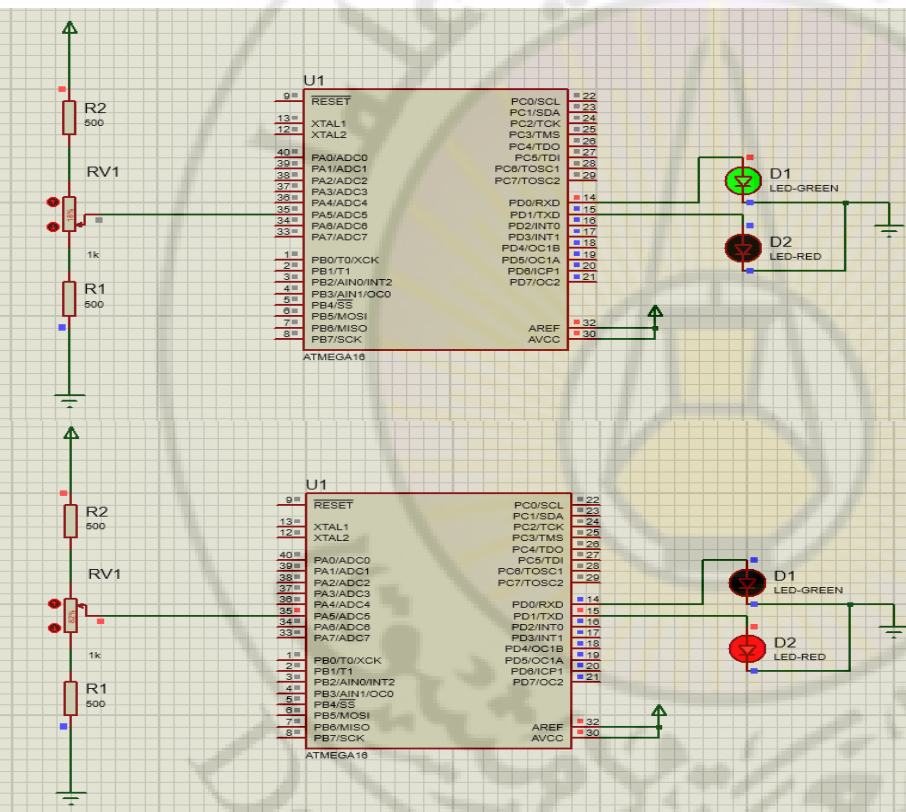 U1
9 RESET
13 XTAL1
12 XTAL2
40 PA0/ADC0
39 PA1/ADC1
38 PA2/ADC2
37 PA3/ADC3
36 PA4/ADC4
35 PA5/ADC5
34 PA6/ADC6
33 PA7/ADC7
1 PB0/T0/XCK
2 PB1/T1
3 PB2/AIN0/INT2
4 PB3/AIN1/OC0
5 PB4/SS
6 PB5/MOSI
7 PB6/MISO
8 PB7/SCK
PC0/SCL 22
PC1/SDA 23
PC2/TCK 24
PC3/TMS 25
PC4/TDO 26
PC5/TDI 27
PC6/TOSC1 28
PC7/TOSC2 29
PD0/RXD 14
PD1/TXD 15
PD2/INT0 16
PD3/INT1 17
PD4/OC1B 18
PD5/OC1A 19
PD6/ICP1 20
PD7/OC2 21
AREF 32
AVCC 30
ATMEGA16
R2
500
RV1
1k
R1
500
D1
LED-GREEN
D2
LED-RED
U1
9 RESET
13 XTAL1
12 XTAL2
40 PA0/ADC0
39 PA1/ADC1
38 PA2/ADC2
37 PA3/ADC3
36 PA4/ADC4
35 PA5/ADC5
34 PA6/ADC6
33 PA7/ADC7
1 PB0/T0/XCK
2 PB1/T1
3 PB2/AIN0/INT2
4 PB3/AIN1/OC0
5 PB4/SS
6 PB5/MOSI
7 PB6/MISO
8 PB7/SCK
PC0/SCL 22
PC1/SDA 23
PC2/TCK 24
PC3/TMS 25
PC4/TDO 26
PC5/TDI 27
PC6/TOSC1 28
PC7/TOSC2 29
PD0/RXD 14
PD1/TXD 15
PD2/INT0 16
PD3/INT1 17
PD4/OC1B 18
PD5/OC1A 19
PD6/ICP1 20
PD7/OC2 21
AREF 32
AVCC 30
ATMEGA16
R2
500
RV1
82%
1k
R1
500
D1
LED-GREEN
D2
LED-RED